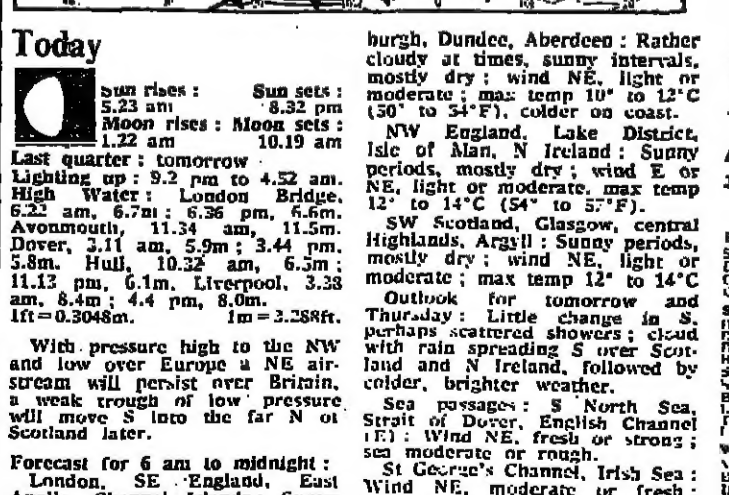 Today
Sun rises : Sun sets :
5.23 am 8.32 pm
Moon rises : Moon sets :
1.22 am 10.19 am
Last quarter : tomorrow
Lighting up : 9.2 pm to 4.52 am.
High Water : London Bridge,
6.22 am, 6.7m ; 6.36 pm, 6.6m.
Avonmouth, 11.34 am, 11.5m.
Dover, 3.11 am, 5.9m ; 3.44 pm.
5.8m. Hull, 10.32 am, 6.5m ;
11.13 pm, 6.1m. Liverpool, 3.38
am, 8.4m ; 4.4 pm, 8.0m.
1ft=0.3048m. 1m=3.288ft.
With pressure high to the NW
and low over Europe a NE air-
stream will persist over Britain,
a weak trough of low pressure
will move S into the far N of
Scotland later.
Forecast for 6 am to midnight :
London, SE England, East
burgh, Dundee, Aberdeen : Rather
cloudy at times, sunny intervals,
mostly dry ; wind NE, light or
moderate ; max temp 10° to 12°C
(50° to 54°F), colder on coast.
NW England, Lake District,
Isle of Man, N Ireland : Sunny
periods, mostly dry ; wind E or
NE, light or moderate, max temp
12° to 14°C (54° to 57°F).
SW Scotland, Glasgow, central
Highlands, Argyll : Sunny periods,
mostly dry ; wind NE, light or
moderate ; max temp 12° to 14°C
Outlook for tomorrow and
Thursday : Little change in S,
perhaps scattered showers ; cloud
with rain spreading S over Scot-
land and N Ireland, followed by
colder, brighter weather.
Sea passages : S North Sea,
Strait of Dover, English Channel
(E) : Wind NE, fresh or strong ;
sea moderate or rough.
St George's Channel, Irish Sea :
Wind NE, moderate or fresh ;